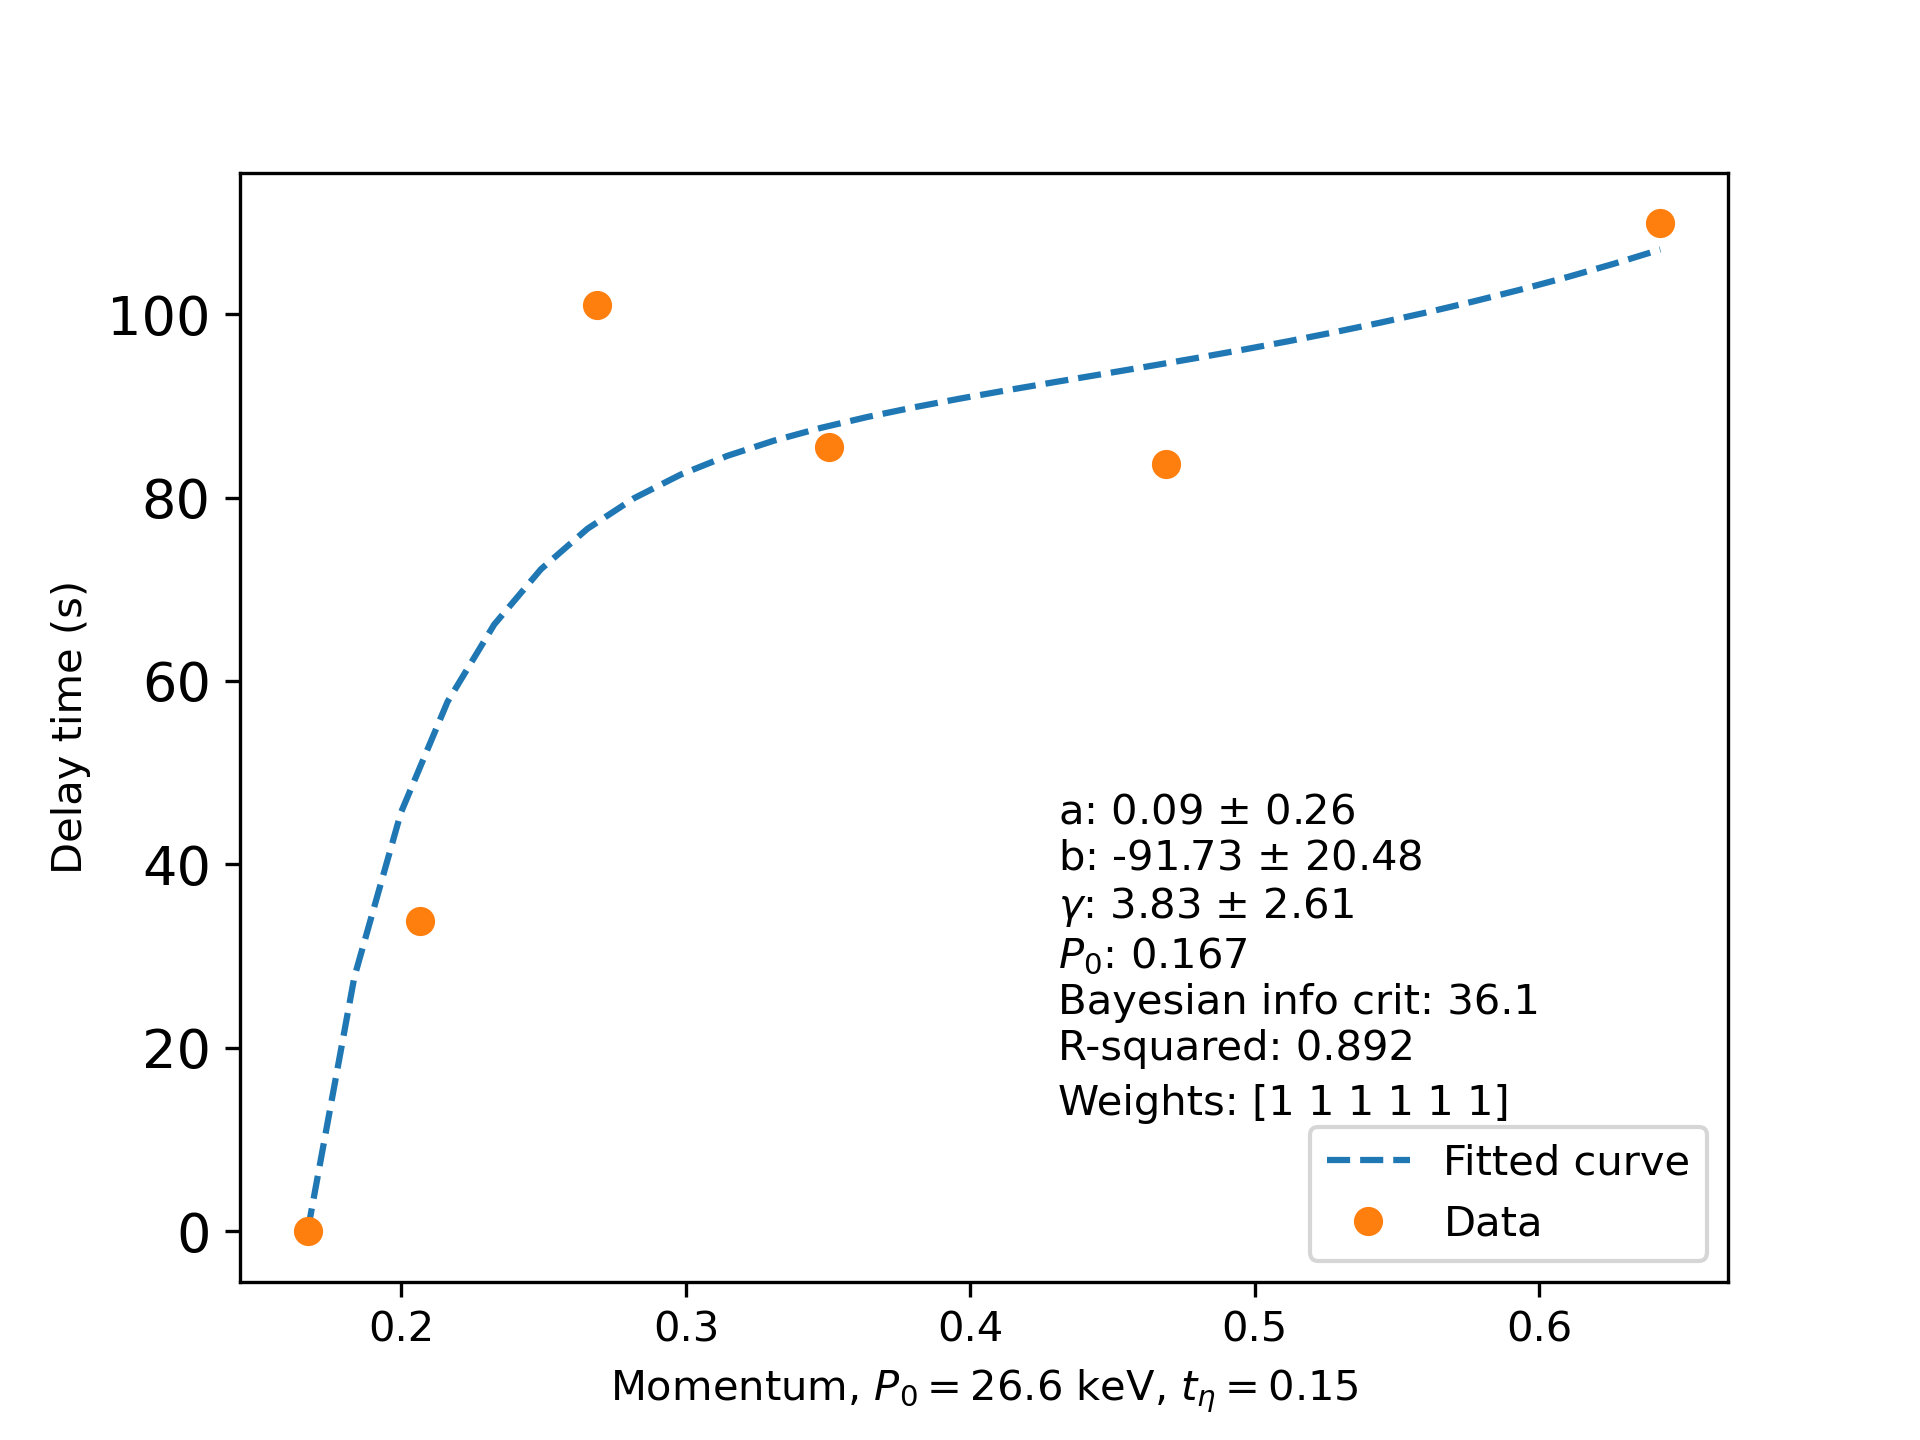 100
80
60
40
20
0
Delay time (s)
a: 0.09 ± 0.26
b: -91.73 ± 20.48
γ: 3.83 ± 2.61
P₀: 0.167
Bayesian info crit: 36.1
R-squared: 0.892
Weights: [1 1 1 1 1 1]
Fitted curve
Data
0.2 0.3 0.4 0.5 0.6
Momentum, P₀ = 26.6 keV, t_η = 0.15